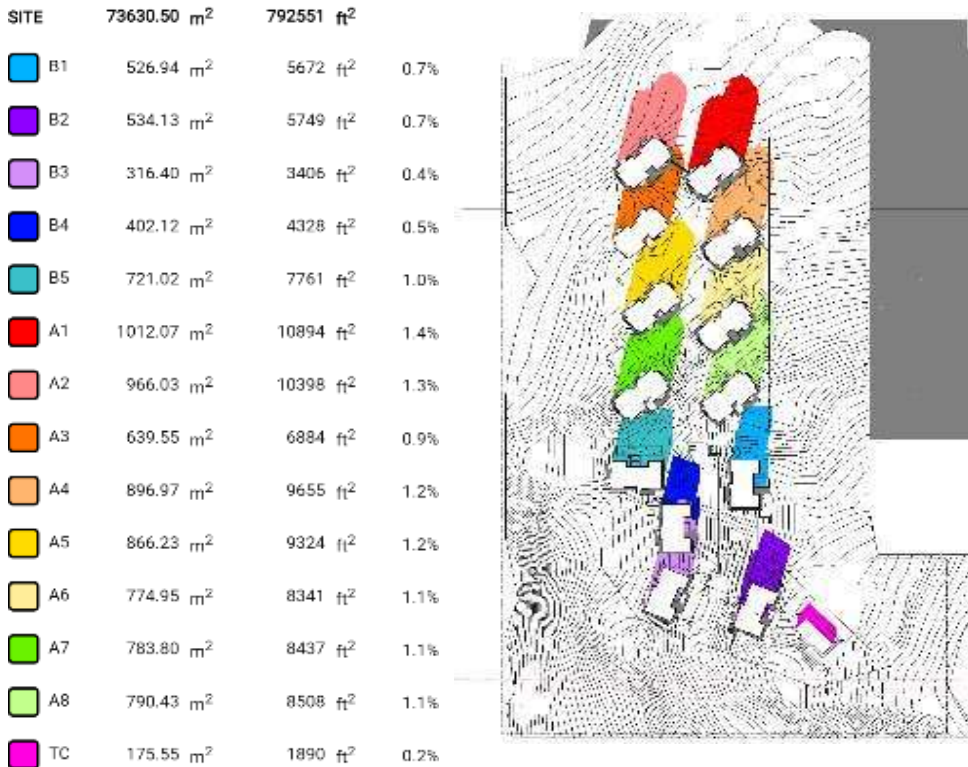 SITE 73630.50 m² 792551 ft²
B1 526.94 m² 5672 ft² 0.7%
B2 534.13 m² 5749 ft² 0.7%
B3 316.40 m² 3406 ft² 0.4%
B4 402.12 m² 4328 ft² 0.5%
B5 721.02 m² 7761 ft² 1.0%
A1 1012.07 m² 10894 ft² 1.4%
A2 966.03 m² 10398 ft² 1.3%
A3 639.55 m² 6884 ft² 0.9%
A4 896.97 m² 9655 ft² 1.2%
A5 866.23 m² 9324 ft² 1.2%
A6 774.95 m² 8341 ft² 1.1%
A7 783.80 m² 8437 ft² 1.1%
A8 790.43 m² 8508 ft² 1.1%
TC 175.55 m² 1890 ft² 0.2%